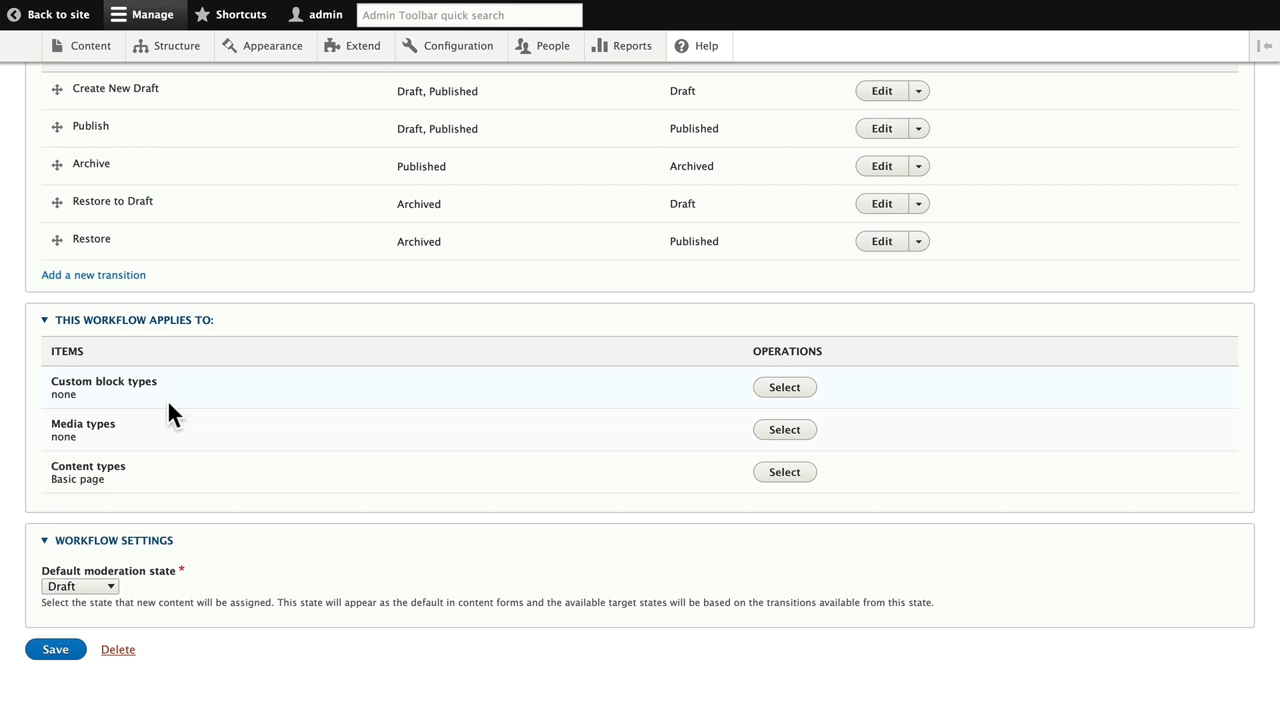 Back to site Manage Shortcuts admin Admin Toolbar quick search
Content Structure Appearance Extend Configuration People Reports Help
Create New Draft Draft, Published Draft Edit
Publish Draft, Published Published Edit
Archive Published Archived Edit
Restore to Draft Archived Draft Edit
Restore Archived Published Edit
Add a new transition
THIS WORKFLOW APPLIES TO:
ITEMS OPERATIONS
Custom block types
none Select
Media types
none Select
Content types
Basic page Select
WORKFLOW SETTINGS
Default moderation state *
Draft
Select the state that new content will be assigned. This state will appear as the default in content forms and the available target states will be based on the transitions available from this state.
Save Delete